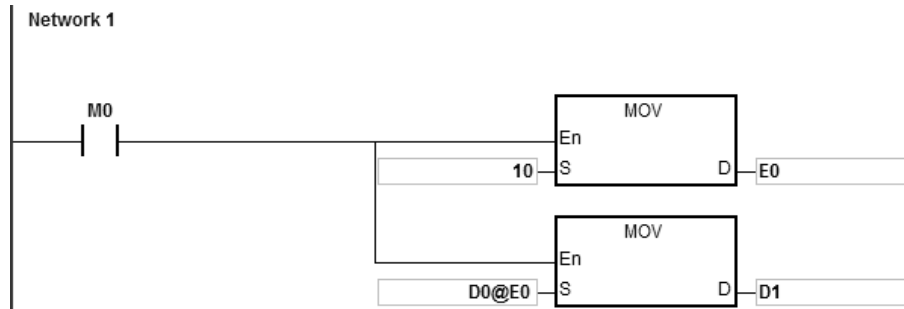 Network 1
M0
MOV
En
10 S D E0
MOV
En
D0@E0 S D D1